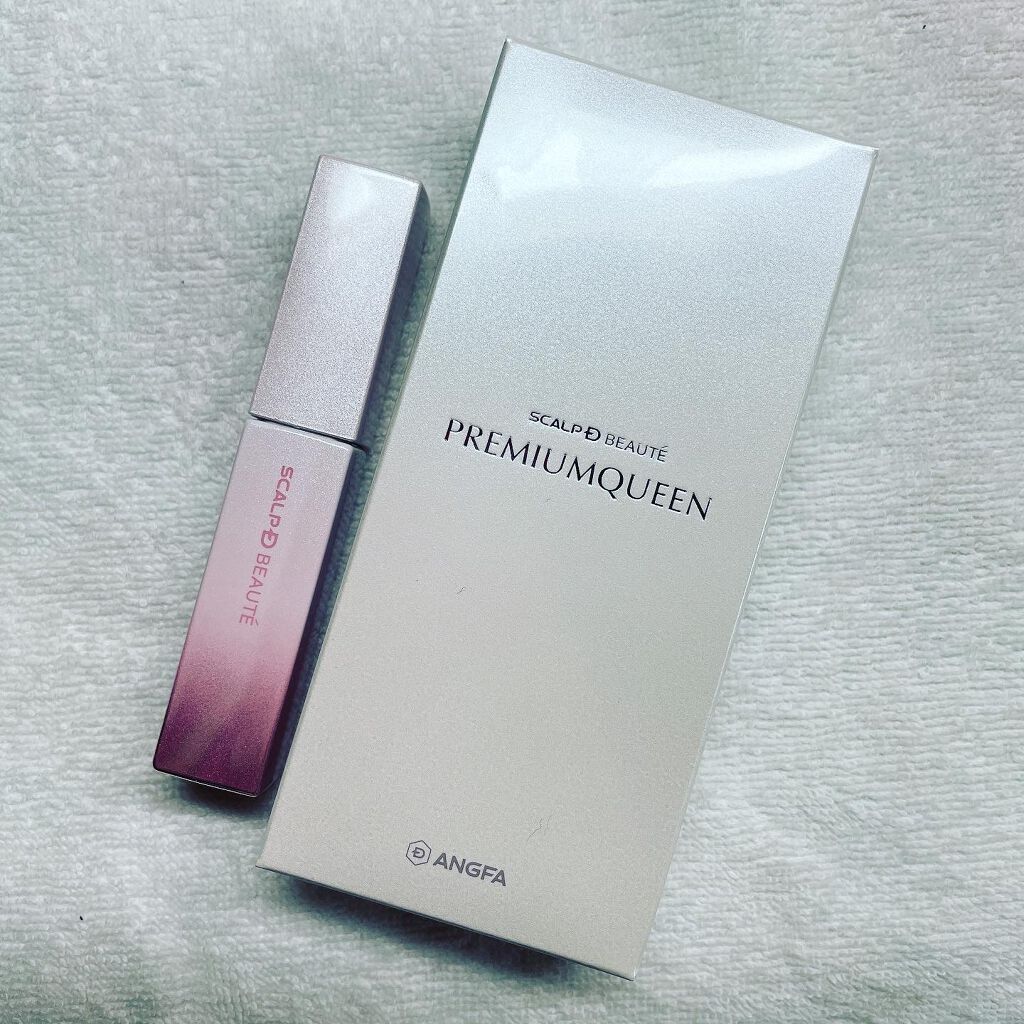 SCALP-D BEAUTÉ
SCALP-D BEAUTÉ
PREMIUMQUEEN
D ANGFA